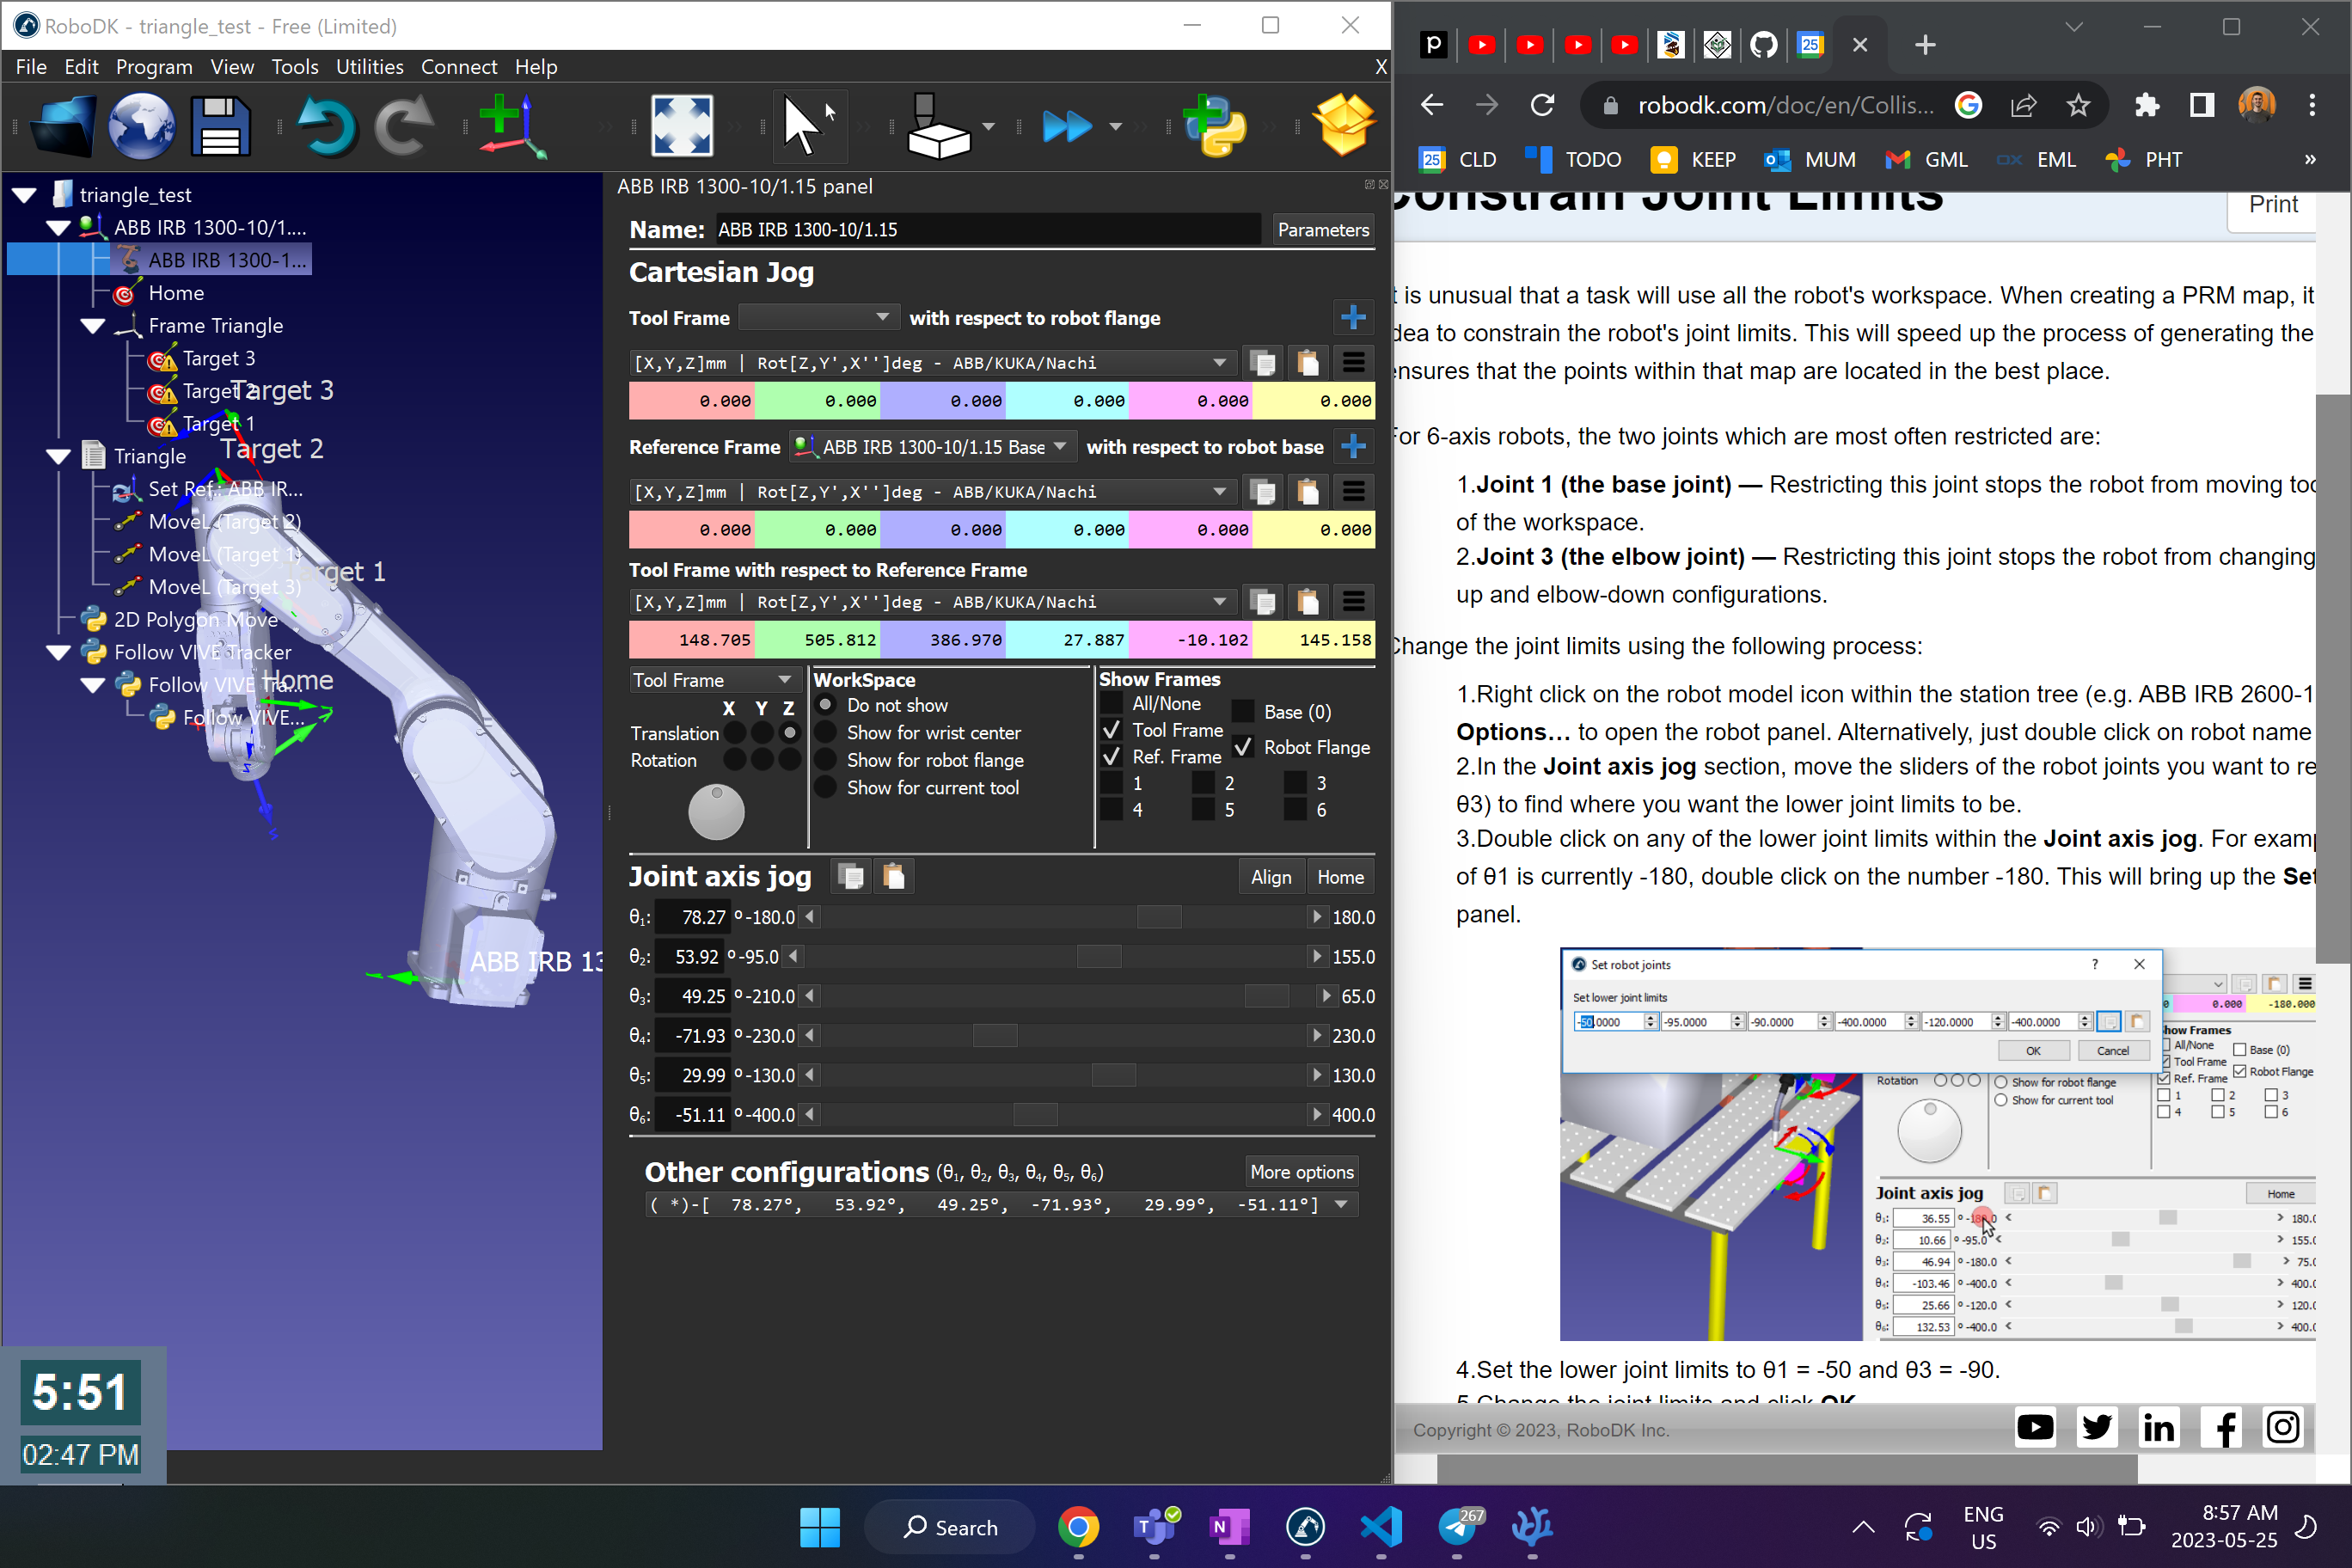 RoboDK - triangle_test - Free (Limited)
File Edit Program View Tools Utilities Connect Help X
triangle_test
ABB IRB 1300-10/1....
ABB IRB 1300-1...
Home
Frame Triangle
Target 3
Target 3
Target 2
Target 1
Target 2
Triangle
Set Ref.: ABB IR...
MoveL (Target 2)
MoveL (Target 1)
rget 1
MoveL (Target 3)
2D Polygon Move
Follow VIVE Tracker
Home
Follow VIVE Tra...
Follow VIVE...
ABB IRB 13
5:51
02:47 PM
ABB IRB 1300-10/1.15 panel
Name: ABB IRB 1300-10/1.15 Parameters
Cartesian Jog
Tool Frame with respect to robot flange
[X,Y,Z]mm | Rot[Z,Y',X'']deg - ABB/KUKA/Nachi
0.000 0.000 0.000 0.000 0.000 0.000
Reference Frame ABB IRB 1300-10/1.15 Base with respect to robot base
[X,Y,Z]mm | Rot[Z,Y',X'']deg - ABB/KUKA/Nachi
0.000 0.000 0.000 0.000 0.000 0.000
Tool Frame with respect to Reference Frame
[X,Y,Z]mm | Rot[Z,Y',X'']deg - ABB/KUKA/Nachi
148.705 505.812 386.970 27.887 -10.102 145.158
Tool Frame
X Y Z
Translation
Rotation
WorkSpace
Do not show
Show for wrist center
Show for robot flange
Show for current tool
Show Frames
All/None Base (0)
Tool Frame
Ref. Frame Robot Flange
1 2 3
4 5 6
Joint axis jog Align Home
θ1: 78.27 º -180.0 180.0
θ2: 53.92 º -95.0 155.0
θ3: 49.25 º -210.0 65.0
θ4: -71.93 º -230.0 230.0
θ5: 29.99 º -130.0 130.0
θ6: -51.11 º -400.0 400.0
Other configurations (θ1, θ2, θ3, θ4, θ5, θ6) More options
( *)-[ 78.27°, 53.92°, 49.25°, -71.93°, 29.99°, -51.11°]
25
robodk.com/doc/en/Collis...
25 CLD TODO KEEP MUM GML EML PHT »
Constrain Joint Limits
Print
t is unusual that a task will use all the robot's workspace. When creating a PRM map, it
dea to constrain the robot's joint limits. This will speed up the process of generating the
ensures that the points within that map are located in the best place.
For 6-axis robots, the two joints which are most often restricted are:
1.Joint 1 (the base joint) — Restricting this joint stops the robot from moving too
of the workspace.
2.Joint 3 (the elbow joint) — Restricting this joint stops the robot from changing
up and elbow-down configurations.
Change the joint limits using the following process:
1.Right click on the robot model icon within the station tree (e.g. ABB IRB 2600-1
Options… to open the robot panel. Alternatively, just double click on robot name
2.In the Joint axis jog section, move the sliders of the robot joints you want to re
θ3) to find where you want the lower joint limits to be.
3.Double click on any of the lower joint limits within the Joint axis jog. For examp
of θ1 is currently -180, double click on the number -180. This will bring up the Set
panel.
Set robot joints ?
Set lower joint limits
-50.0000 -95.0000 -90.0000 -400.0000 -120.0000 -400.0000
OK Cancel
0.000 -180.000
Show Frames
All/None Base (0)
Tool Frame
Ref. Frame Robot Flange
1 2 3
4 5 6
Rotation
Show for robot flange
Show for current tool
Joint axis jog Home
θ1: 36.55 º -180.0 < > 180.0
θ2: 10.66 º -95.0 < > 155.0
θ3: 46.94 º -180.0 < > 75.0
θ4: -103.46 º -400.0 < > 400.0
θ5: 25.66 º -120.0 < > 120.0
θ6: 132.53 º -400.0 < > 400.0
4.Set the lower joint limits to θ1 = -50 and θ3 = -90.
5.Change the joint limits and click OK
Copyright © 2023, RoboDK Inc.
Search
267
ENG
US
8:57 AM
2023-05-25